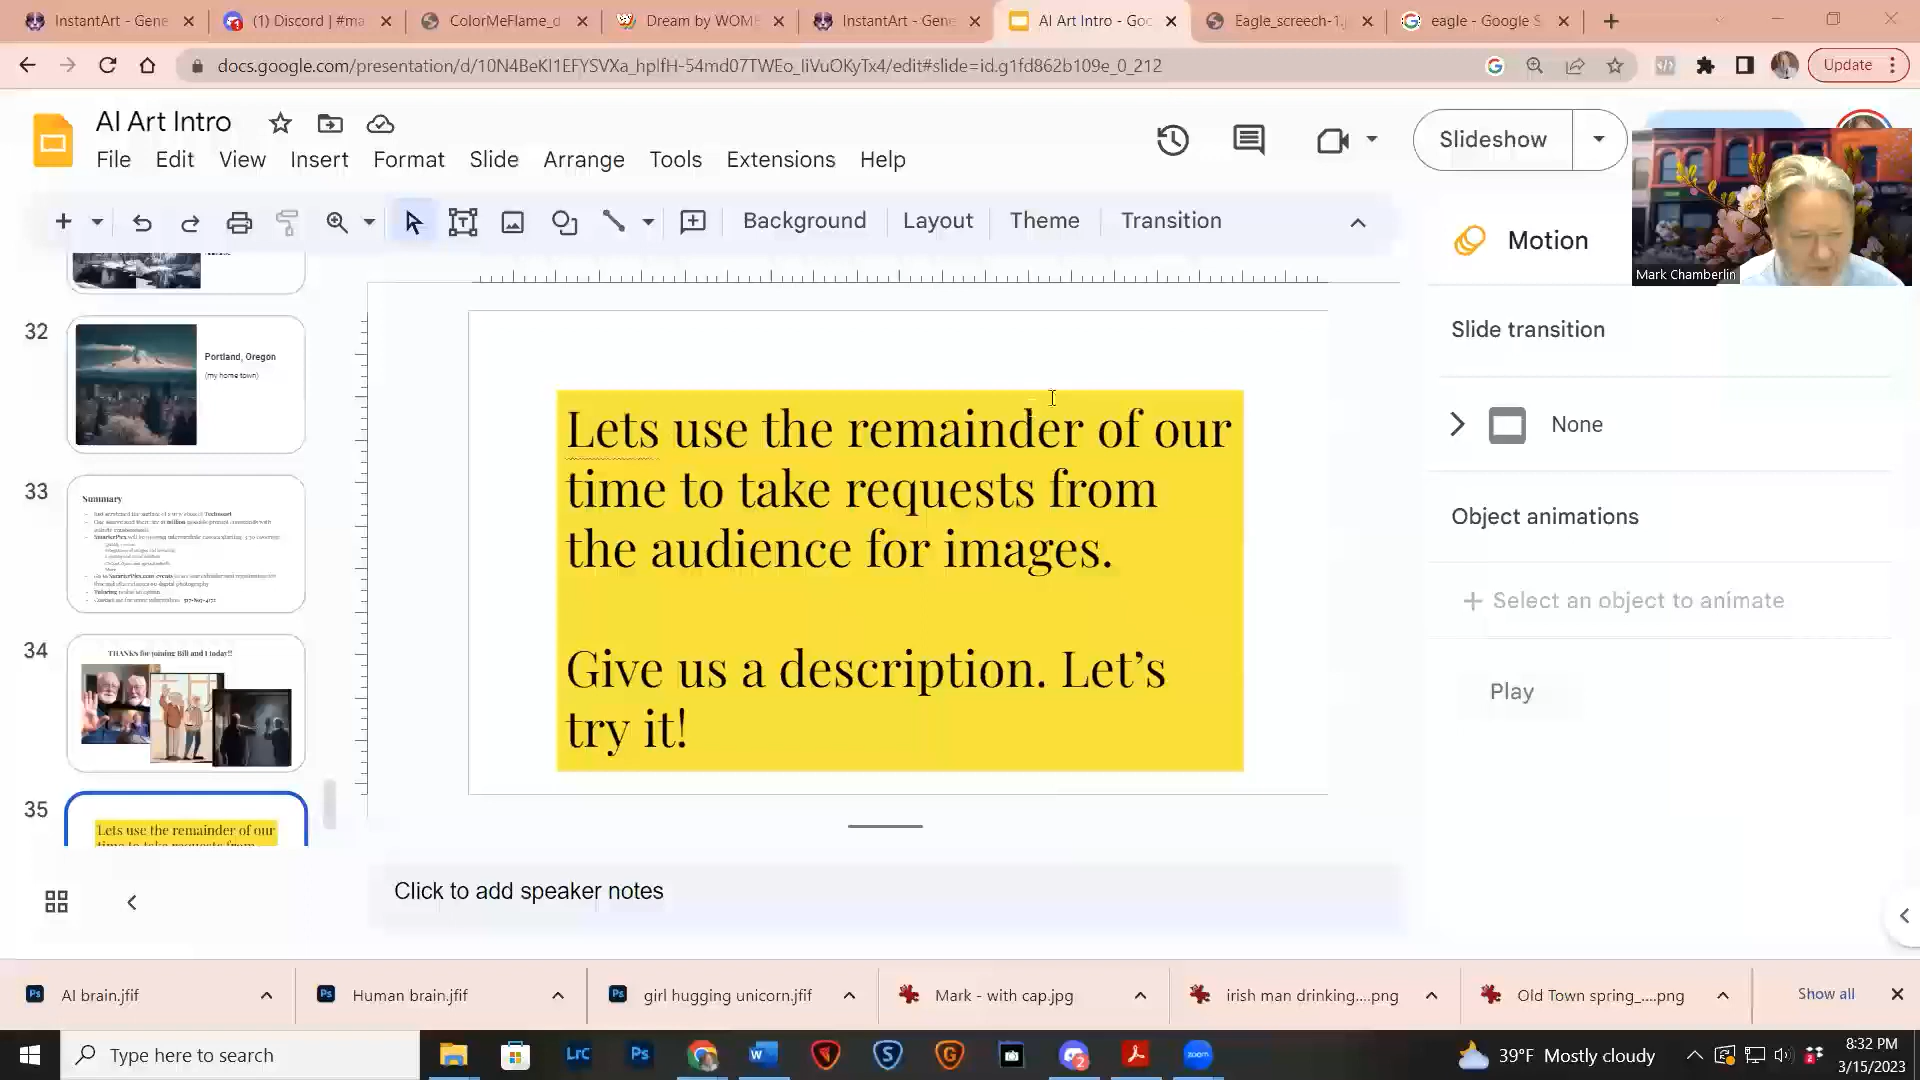 InstantArt - Gene
(1) Discord | #ma
ColorMeFlame_d
Dream by WOME
InstantArt - Gene
AI Art Intro - Goo
Eagle_screech-1.j
eagle - Google S
docs.google.com/presentation/d/10N4BeKI1EFYSVXa_hplfH-54md07TWEo_IiVuOKyTx4/edit#slide=id.g1fd862b109e_0_212
Update
AI Art Intro
File Edit View Insert Format Slide Arrange Tools Extensions Help
Slideshow
Background Layout Theme Transition
Motion
Mark Chamberlin
Slide transition
None
Object animations
+ Select an object to animate
Play
32
Portland, Oregon
(my home town)
33
Summary
34
THANKS for joining Bill and I today!!
35
Lets use the remainder of our
time to take requests from
Lets use the remainder of our
time to take requests from
the audience for images.
Give us a description. Let’s
try it!
Click to add speaker notes
AI brain.jfif
Human brain.jfif
girl hugging unicorn.jfif
Mark - with cap.jpg
irish man drinking....png
Old Town spring_....png
Show all
Type here to search
39°F Mostly cloudy
8:32 PM
3/15/2023